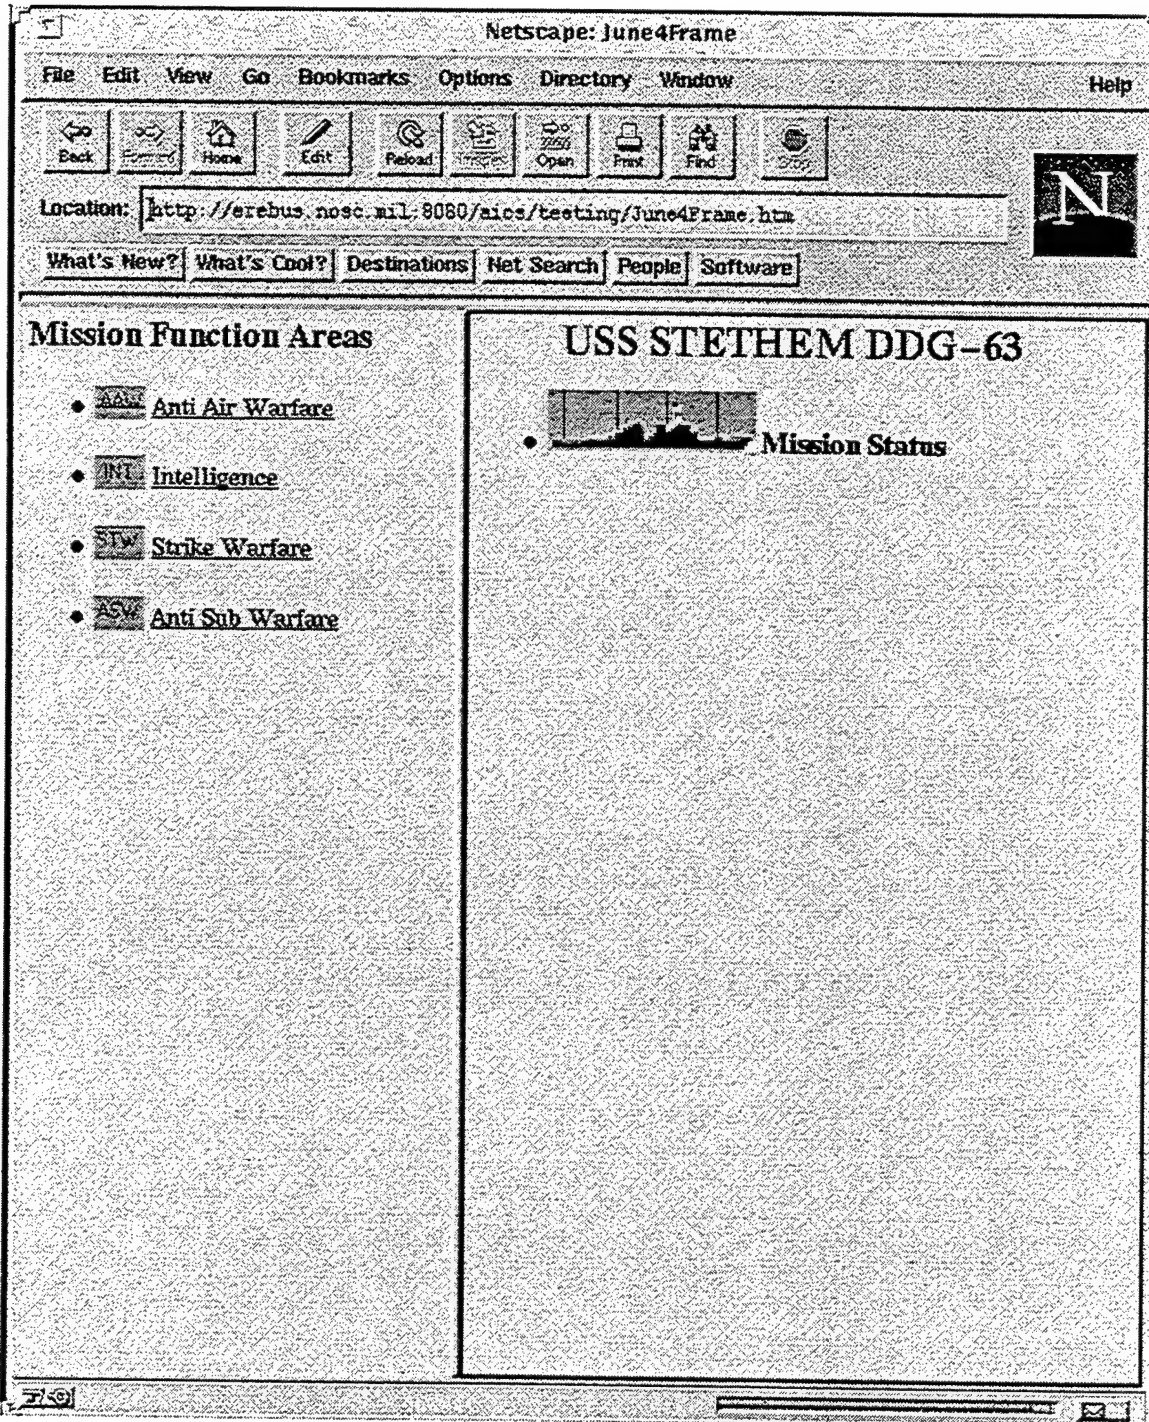 Netscape: June4Frame
File Edit View Go Bookmarks Options Directory Window Help
Back Forward Home Edit Reload Images Open Print Find Stop
N
Location: http://erebus.nosc.mil:8080/aics/testing/June4Frame.htm
What's New? What's Cool? Destinations Net Search People Software
Mission Function Areas
AAW Anti Air Warfare
INT Intelligence
STW Strike Warfare
ASW Anti Sub Warfare
USS STETHEM DDG-63
Mission Status